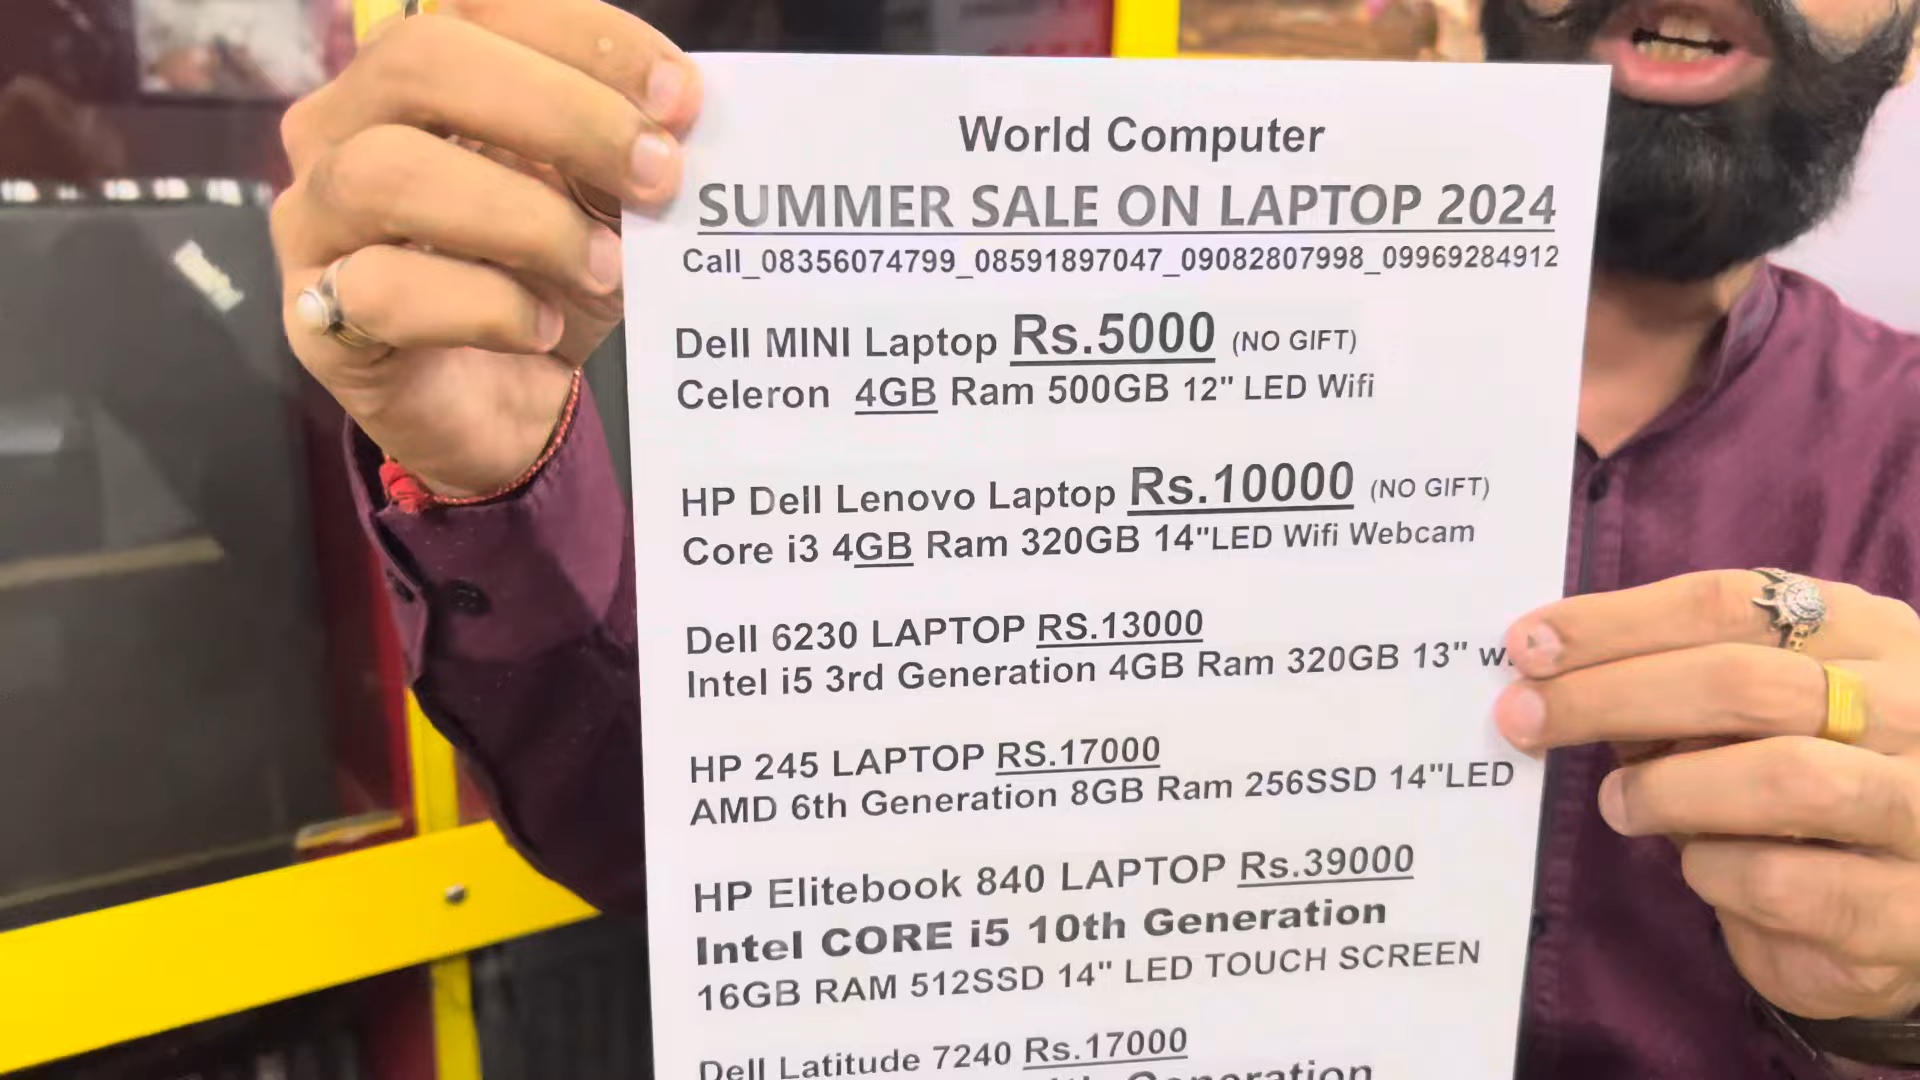 World Computer
SUMMER SALE ON LAPTOP 2024
Call_08356074799_08591897047_09082807998_09969284912
Dell MINI Laptop Rs.5000 (NO GIFT)
Celeron 4GB Ram 500GB 12" LED Wifi
HP Dell Lenovo Laptop Rs.10000 (NO GIFT)
Core i3 4GB Ram 320GB 14"LED Wifi Webcam
Dell 6230 LAPTOP RS.13000
Intel i5 3rd Generation 4GB Ram 320GB 13"
HP 245 LAPTOP RS.17000
AMD 6th Generation 8GB Ram 256SSD 14"LED
HP Elitebook 840 LAPTOP Rs.39000
Intel CORE i5 10th Generation
16GB RAM 512SSD 14" LED TOUCH SCREEN
Dell Latitude 7240 Rs.17000
Generation